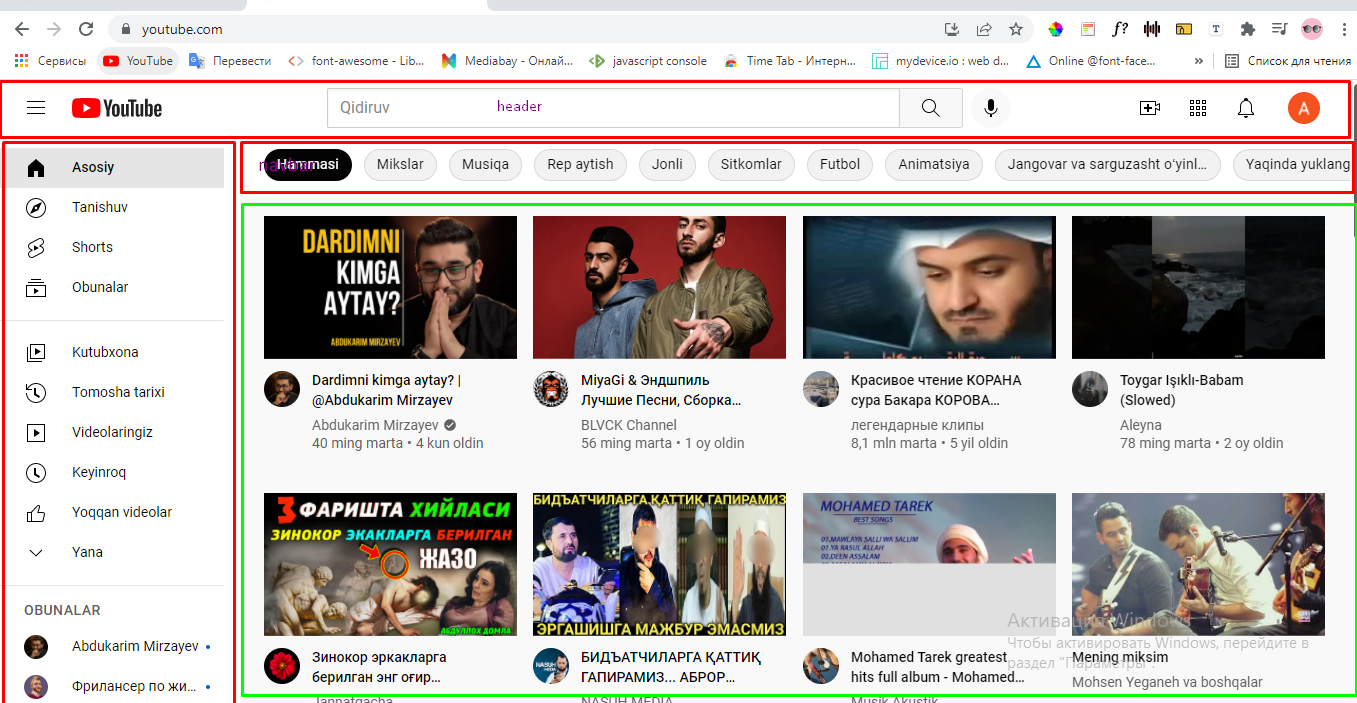 youtube.com
Сервисы
YouTube
Перевести
font-awesome - Lib...
Mediabay - Онлай...
javascript console
Time Tab - Интерн...
mydevice.io : web d...
Online @font-face...
»
Список для чтения
YouTube
Qidiruv
header
A
Asosiy
Tanishuv
Shorts
Obunalar
Kutubxona
Tomosha tarixi
Videolaringiz
Keyinroq
Yoqqan videolar
Yana
OBUNALAR
Abdukarim Mirzayev
Фрилансер по жи...
navbar
Hammasi
Mikslar
Musiqa
Rep aytish
Jonli
Sitkomlar
Futbol
Animatsiya
Jangovar va sarguzasht oʻyinl...
Yaqinda yuklang
DARDIMNI
KIMGA
AYTAY?
ABDUKARIM MIRZAYEV
Dardimni kimga aytay? |
@Abdukarim Mirzayev
Abdukarim Mirzayev
40 ming marta • 4 kun oldin
MiyaGi & Эндшпиль
Лучшие Песни, Сборка...
BLVCK Channel
56 ming marta • 1 oy oldin
Красивое чтение КОРАНА
сура Бакара КОРОВА...
легендарные клипы
8,1 mln marta • 5 yil oldin
Toygar Işıklı-Babam
(Slowed)
Aleyna
78 ming marta • 2 oy oldin
3 ФАРИШТА ХИЙЛАСИ
ЗИНОКОР ЭКАКЛАРГА БЕРИЛГАН
ЖАЗО
АБДУЛЛОХ ДОМЛА
Зинокор эркакларга
берилган энг оғир...
Jannatgacha
БИДЪАТЧИЛАРГА ҚАТТИҚ ГАПИРАМИЗ
ЭРГАШИШГА МАЖБУР ЭМАСМИЗ
NASUH
MEDIA
БИДЪАТЧИЛАРГА ҚАТТИҚ
ГАПИРАМИЗ... АБРОР...
NASUH MEDIA
MOHAMED TAREK
BEST SONGS
01.MAWLAYA SALLI WA SALLIM
01.YA RASUL ALLAH
02.DEEN ASSALAM
Mohamed Tarek greatest
hits full album - Mohamed...
Musik Akustik
Mening miksim
Mohsen Yeganeh va boshqalar
Активация Windows
Чтобы активировать Windows, перейдите в
раздел "Параметры".